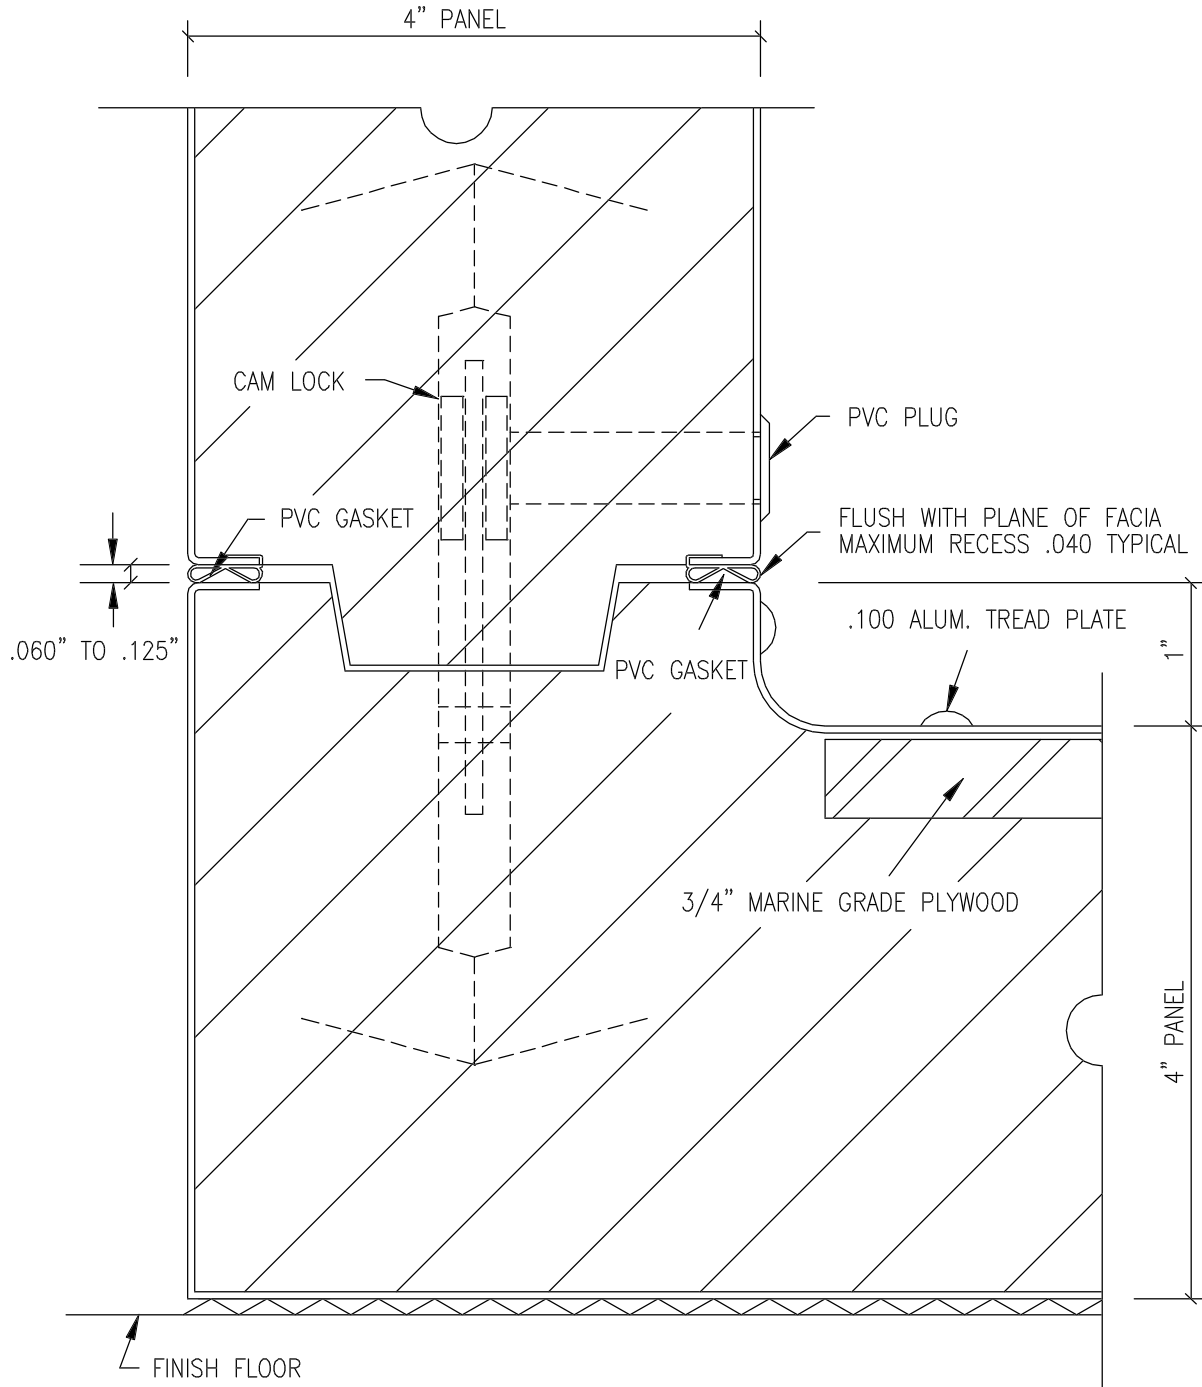 4” PANEL
CAM LOCK
PVC PLUG
PVC GASKET
FLUSH WITH PLANE OF FACIA
MAXIMUM RECESS .040 TYPICAL
.100 ALUM. TREAD PLATE
.060” TO .125”
1”
PVC GASKET
3/4” MARINE GRADE PLYWOOD
4” PANEL
FINISH FLOOR